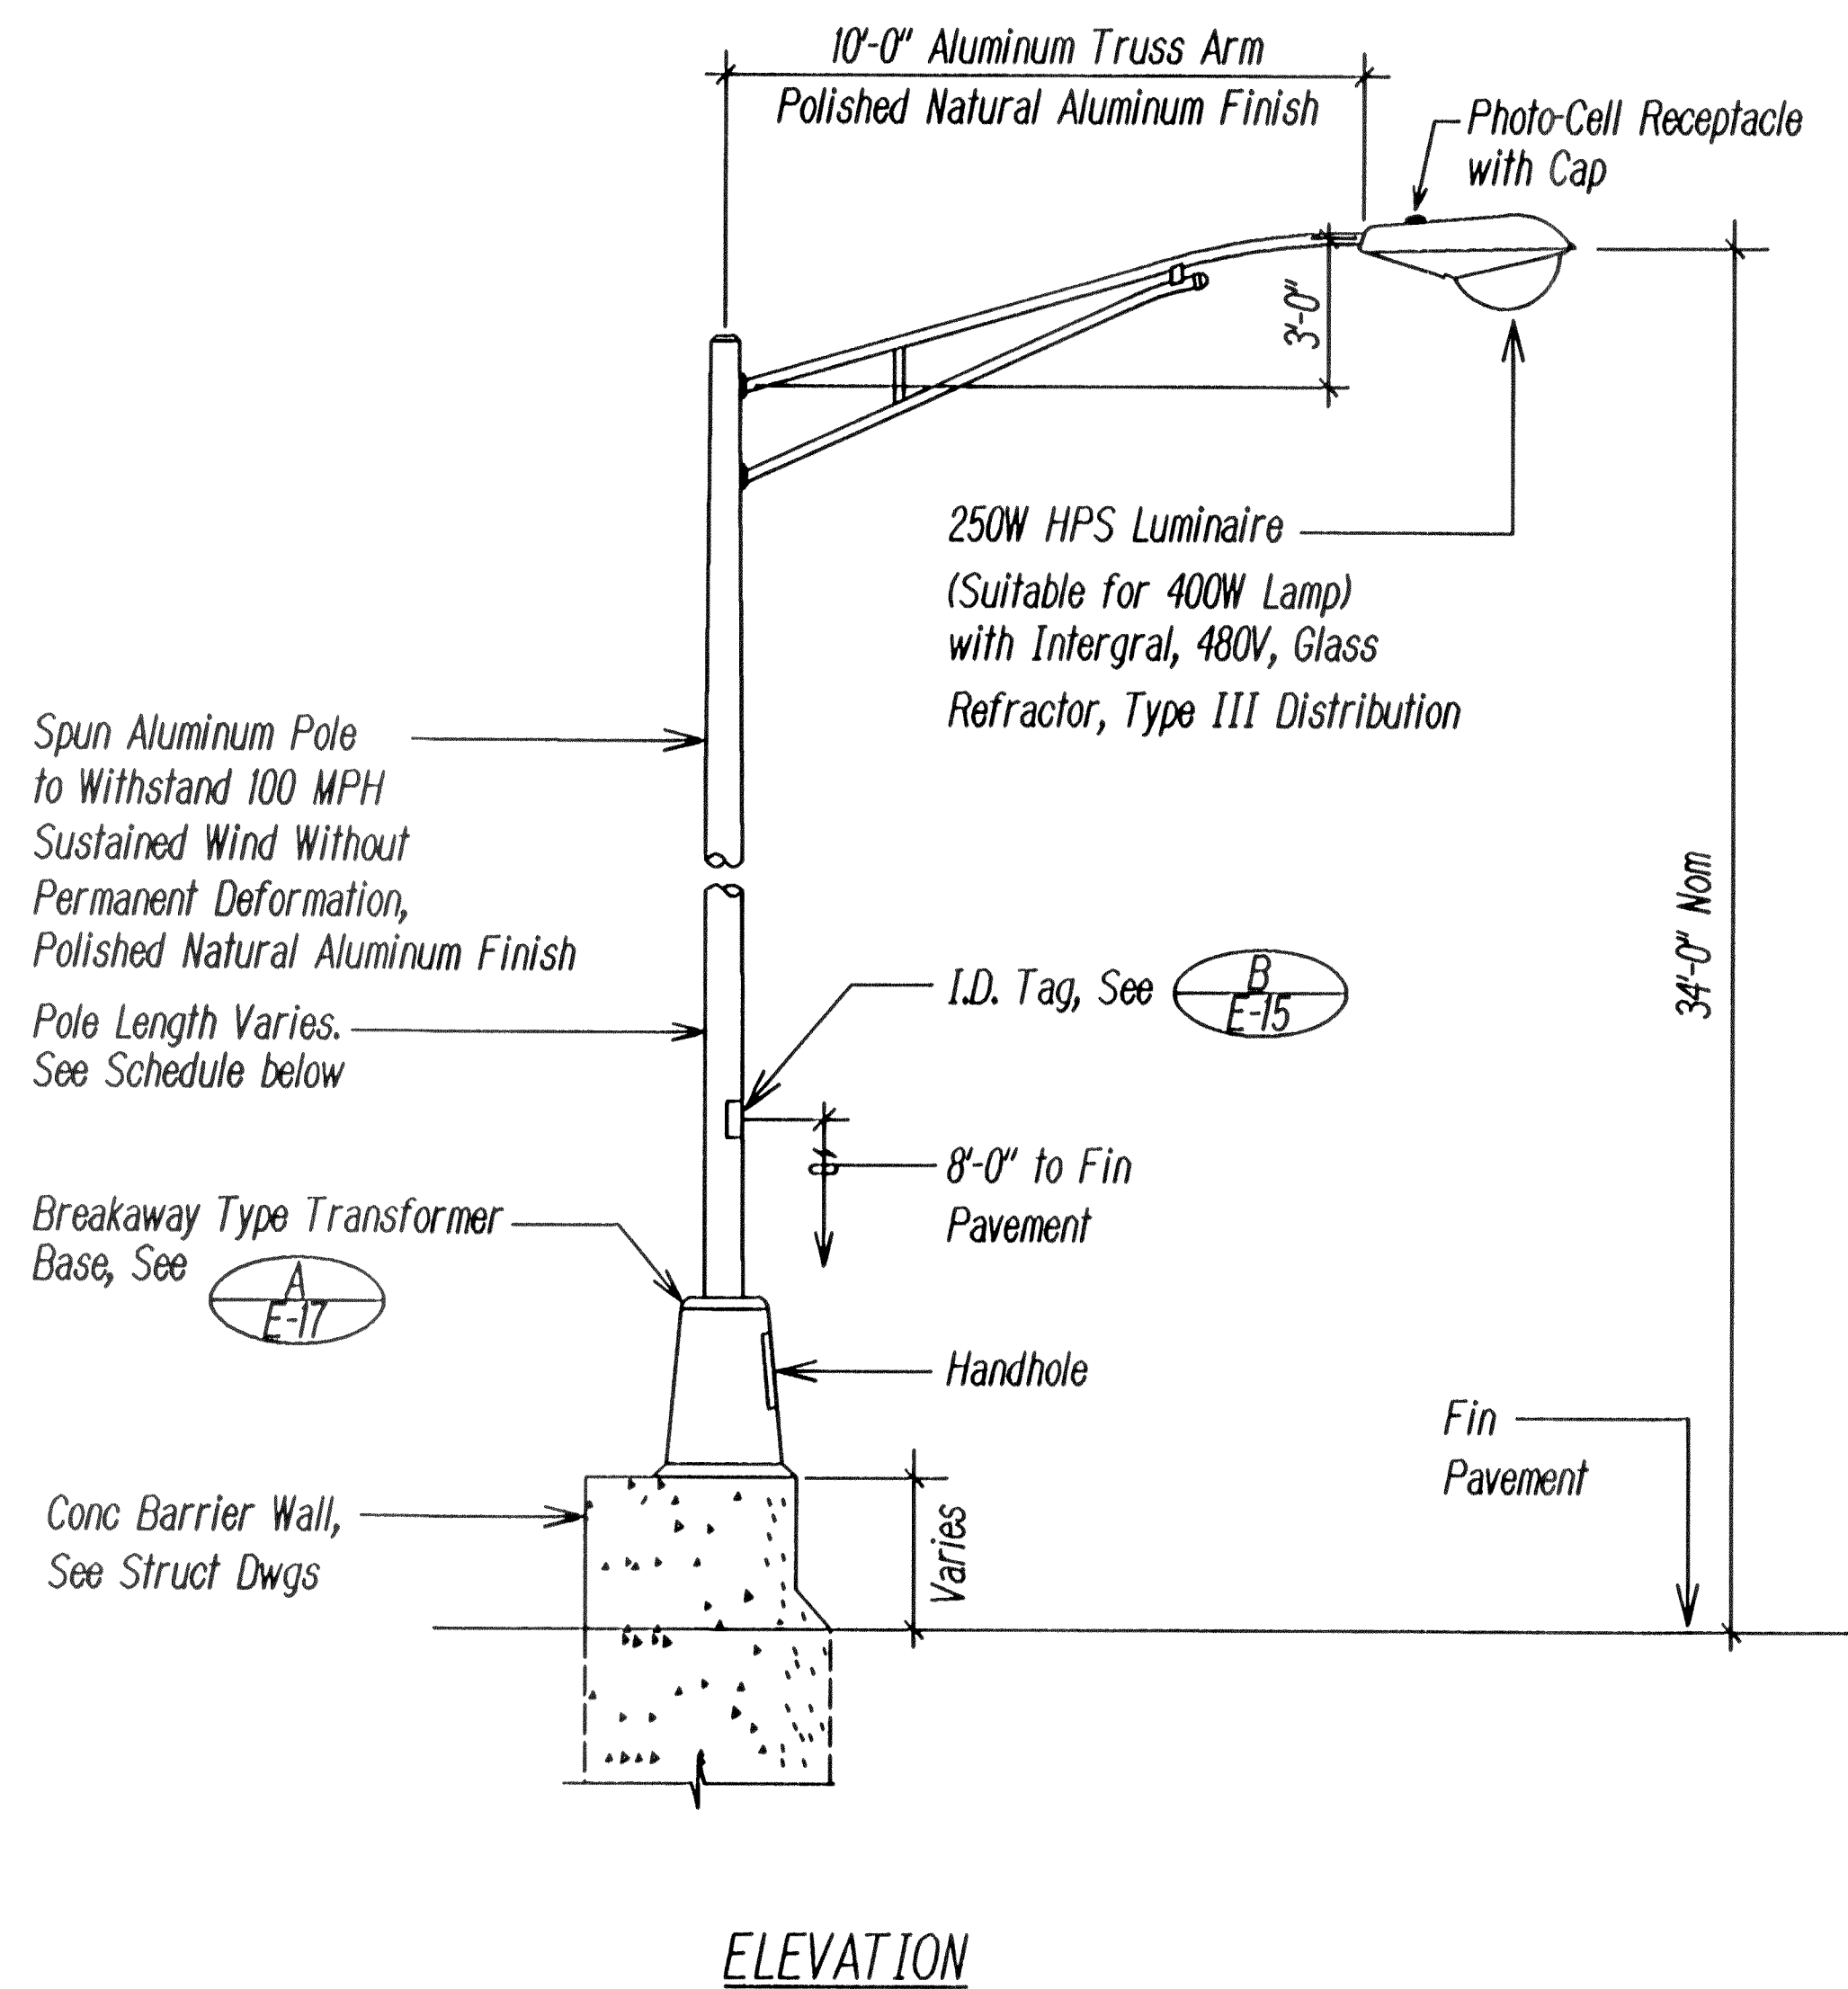 10'-0" Aluminum Truss Arm
Polished Natural Aluminum Finish
Photo-Cell Receptacle
with Cap
3'-0"
250W HPS Luminaire
(Suitable for 400W Lamp)
with Intergral, 480V, Glass
Refractor, Type III Distribution
Spun Aluminum Pole
to Withstand 100 MPH
Sustained Wind Without
Permanent Deformation,
Polished Natural Aluminum Finish
34'-0" Nom
Pole Length Varies.
See Schedule below
I.D. Tag, See
B
E-15
8'-0" to Fin
Pavement
Breakaway Type Transformer
Base, See
A
E-17
Handhole
Fin
Pavement
Conc Barrier Wall,
See Struct Dwgs
Varies
ELEVATION